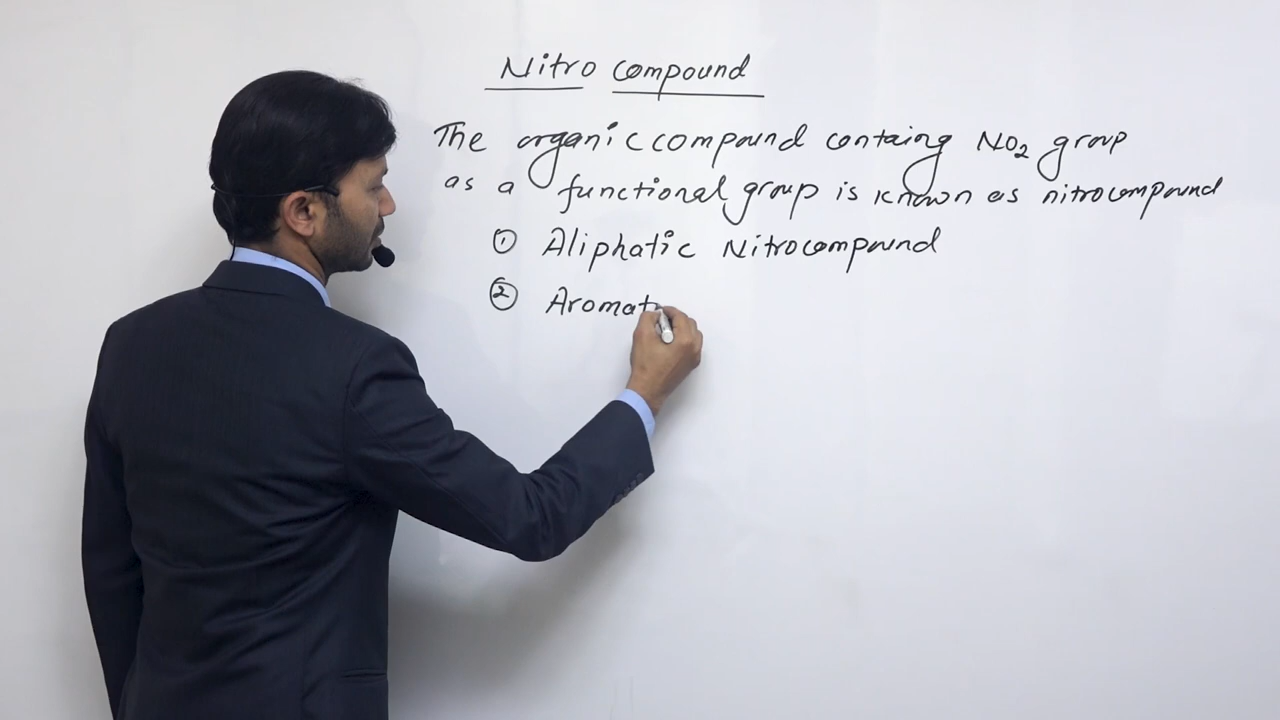 Nitro compound
The organic compound containg NO₂ group
as a functional group is known as nitrocompound
① Aliphatic Nitrocompound
② Aromat